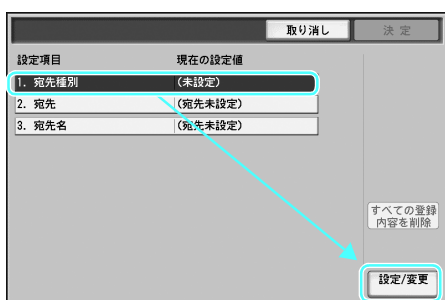 取り消し 決定
設定項目 現在の設定値
1. 宛先種別 (未設定)
2. 宛先 (宛先未設定)
3. 宛先名 (宛先未設定)
すべての登録
内容を削除
設定/変更